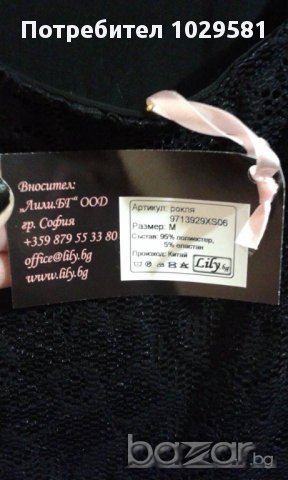 Потребител 1029581
Вносител:
„Лили.БГ“ ООД
гр. София
+359 879 55 33 80
office@lily.bg
www.lily.bg
Артикул: рокля
9713929XS06
Размер: M
Състав: 95% полиестер,
5% еластан
Произход: Китай
Lily.bg
bazar.bg